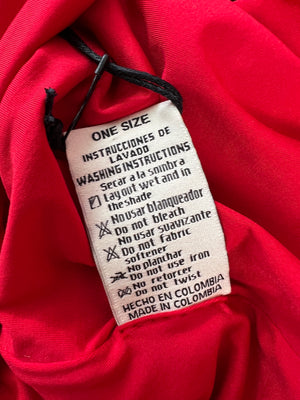 ONE SIZE
INSTRUCCIONES DE
LAVADO
WASHING INSTRUCTIONS
Secar a la sombra
Lay out wet and in
the shade
No usar blanqueador
Do not bleach
No usar suavizante
Do not fabric
softener
No planchar
Do not use iron
No retorcer
Do not twist
HECHO EN COLOMBIA
MADE IN COLOMBIA